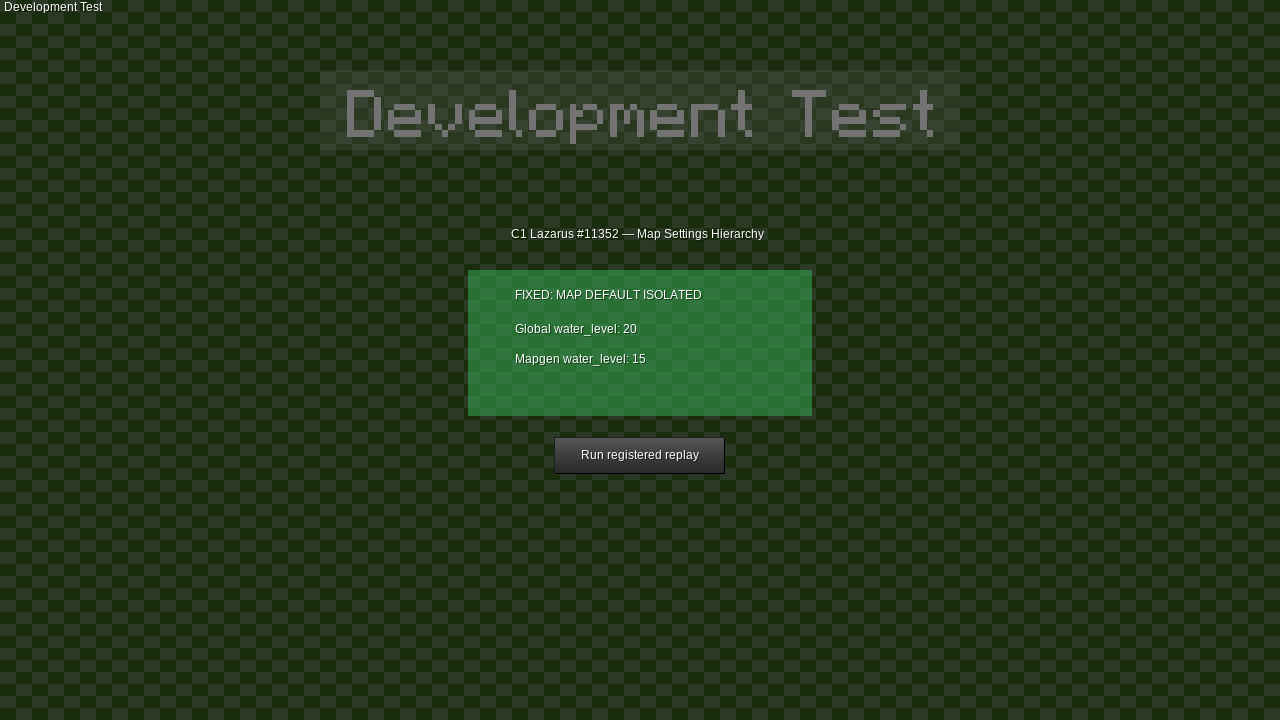 Development Test
Development Test
C1 Lazarus #11352 — Map Settings Hierarchy
FIXED: MAP DEFAULT ISOLATED
Global water_level: 20
Mapgen water_level: 15
Run registered replay